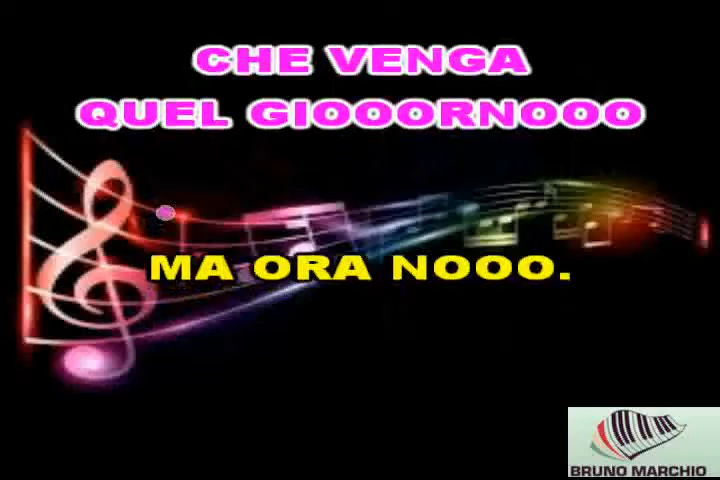 CHE VENGA
QUEL GIOOORNOOO
MA ORA NOOO.
BRUNO MARCHIO